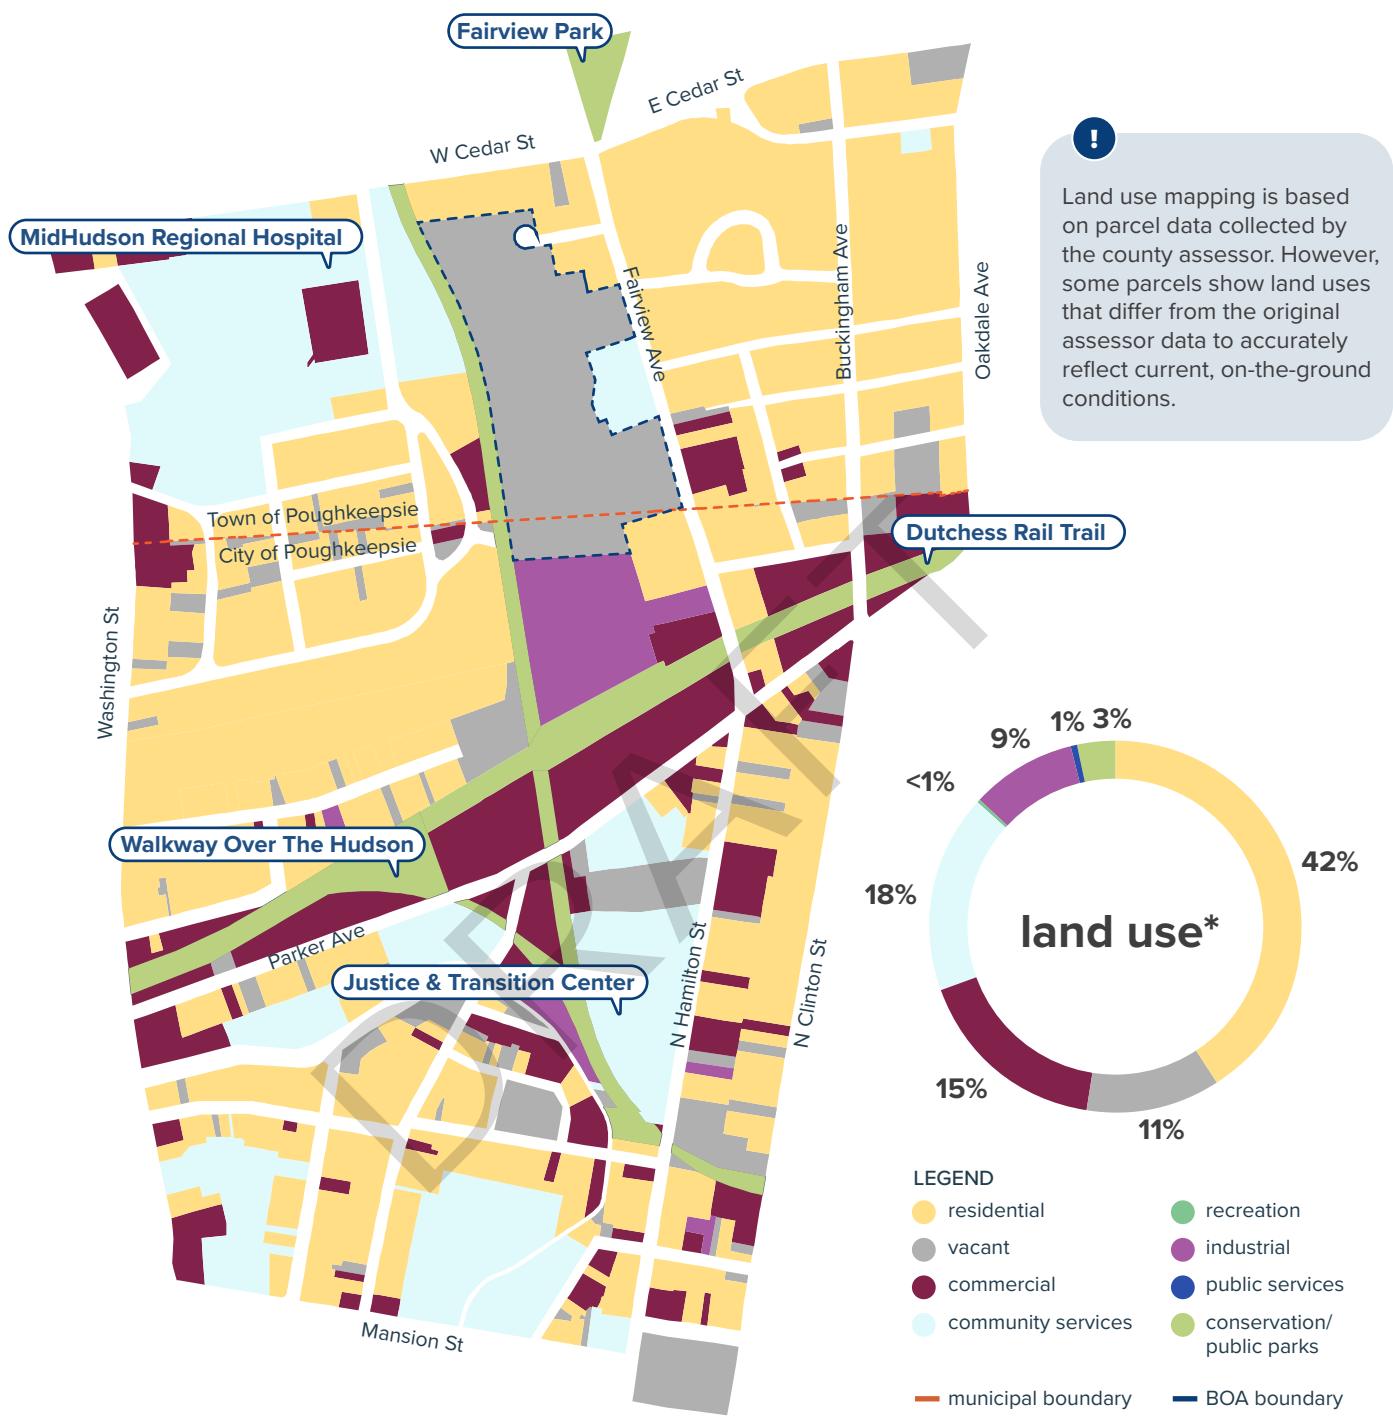 Fairview Park
E Cedar St
W Cedar St
!
Land use mapping is based
on parcel data collected by
the county assessor. However,
some parcels show land uses
that differ from the original
assessor data to accurately
reflect current, on-the-ground
conditions.
MidHudson Regional Hospital
Fairview Ave
Buckingham Ave
Oakdale Ave
Town of Poughkeepsie
City of Poughkeepsie
Dutchess Rail Trail
Washington St
DRAFT
Walkway Over The Hudson
Parker Ave
Justice & Transition Center
N Hamilton St
N Clinton St
Mansion St
9%
1%
3%
<1%
42%
18%
land use*
15%
11%
LEGEND
residential
vacant
commercial
community services
recreation
industrial
public services
conservation/
public parks
municipal boundary
BOA boundary